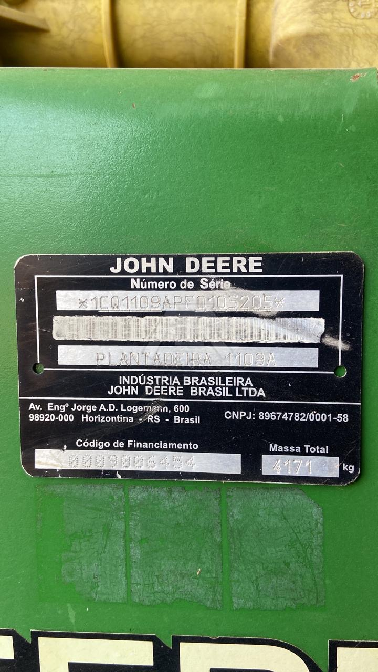 JOHN DEERE
Número de Série
PLANTADEIRA 1109A
INDÚSTRIA BRASILEIRA
JOHN DEERE BRASIL LTDA
Av. Engº Jorge A.D. Logemann, 600
98920-000 Horizontina - RS - Brasil
CNPJ: 89674782/0001-58
Código de Financiamento
Massa Total
kg